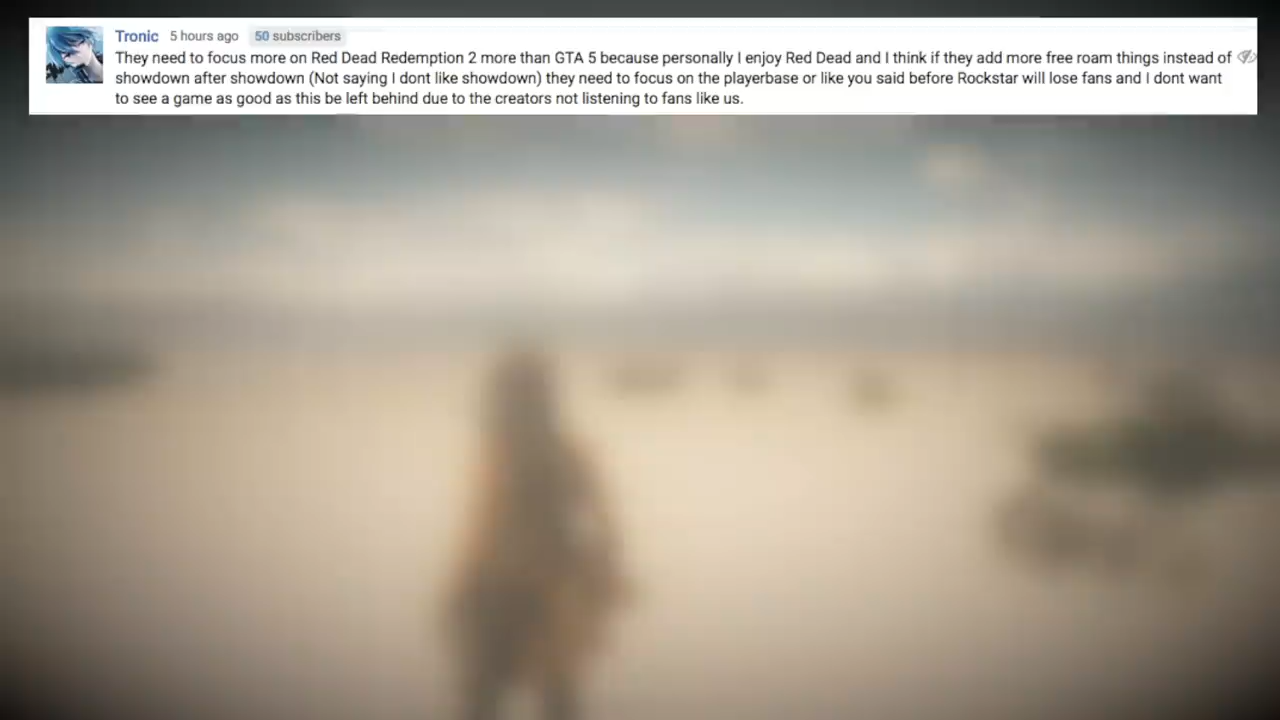 Tronic 5 hours ago 50 subscribers
They need to focus more on Red Dead Redemption 2 more than GTA 5 because personally I enjoy Red Dead and I think if they add more free roam things instead of
showdown after showdown (Not saying I dont like showdown) they need to focus on the playerbase or like you said before Rockstar will lose fans and I dont want
to see a game as good as this be left behind due to the creators not listening to fans like us.